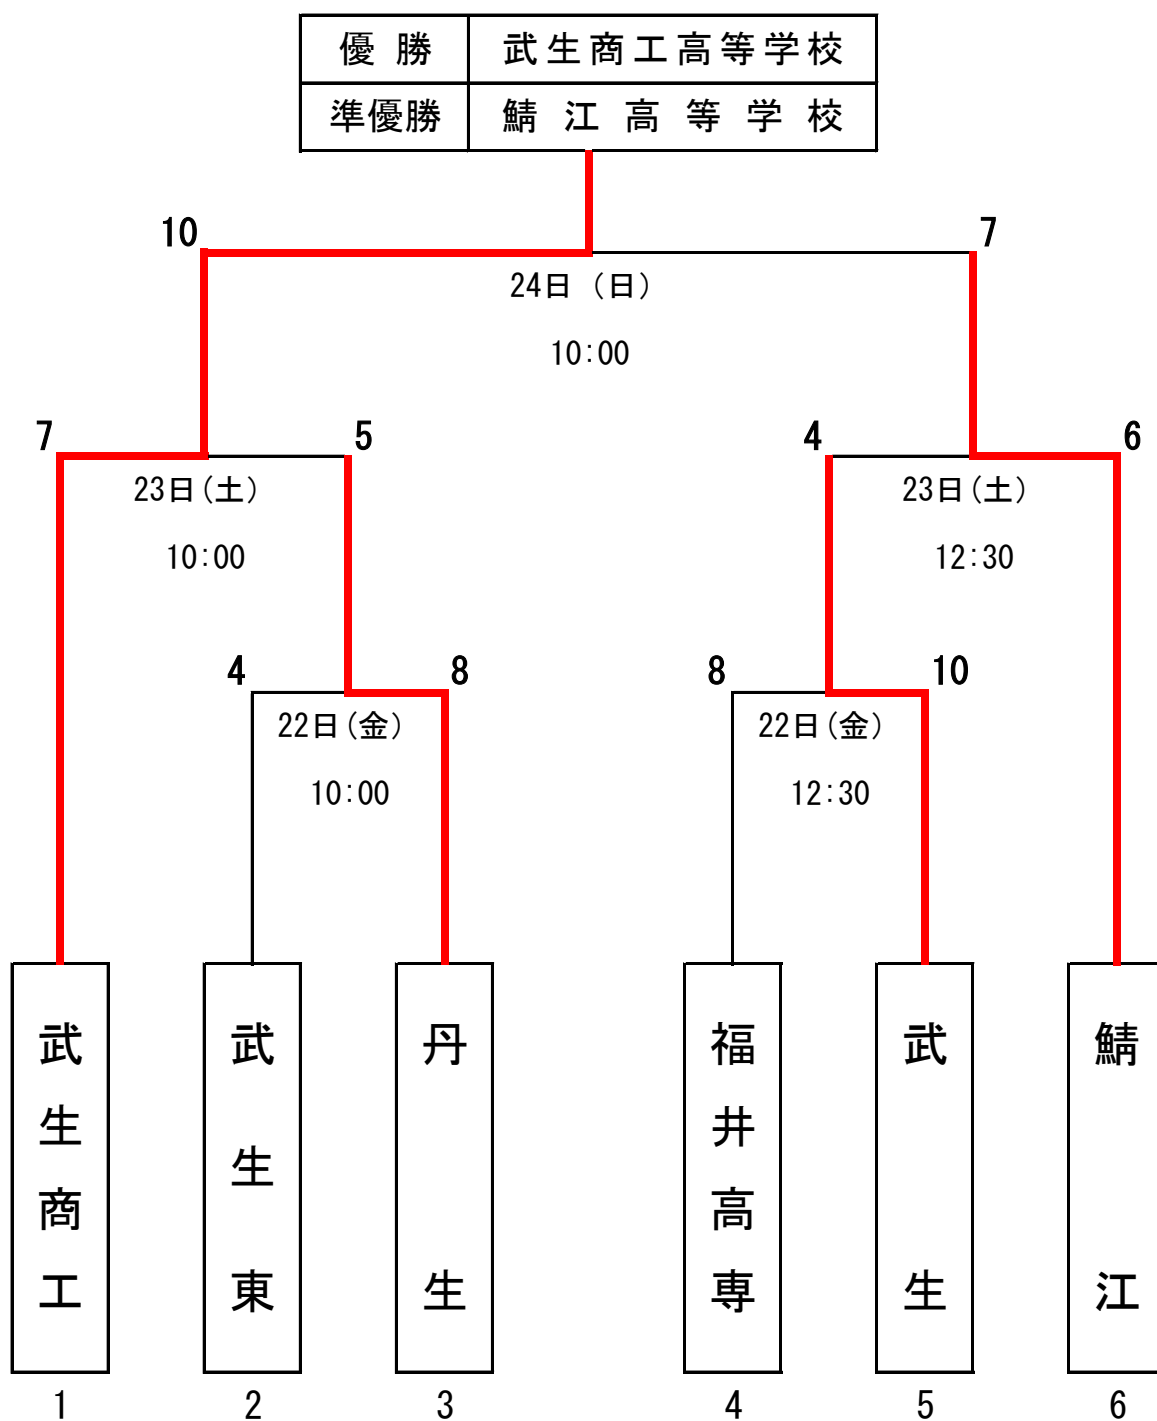 優勝 武生商工高等学校
準優勝 鯖江高等学校
10 7
24日(日)
10:00
7 5 4 6
23日(土) 23日(土)
10:00 12:30
4 8 8 10
22日(金) 22日(金)
10:00 12:30
武生商工
武生東
丹生
福井高専
武生
鯖江
1 2 3 4 5 6